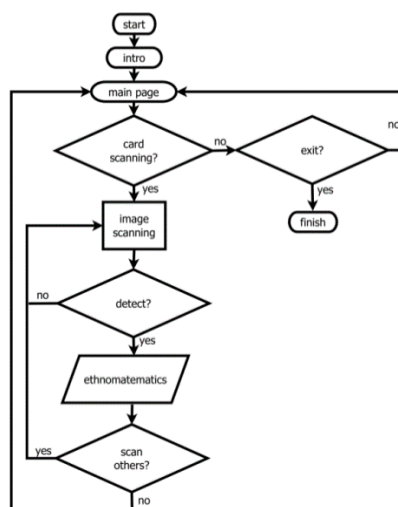 start
intro
main page
card
scanning?
no
exit?
no
yes
yes
finish
image
scanning
no
detect?
yes
ethnomatematics
yes
scan
others?
no